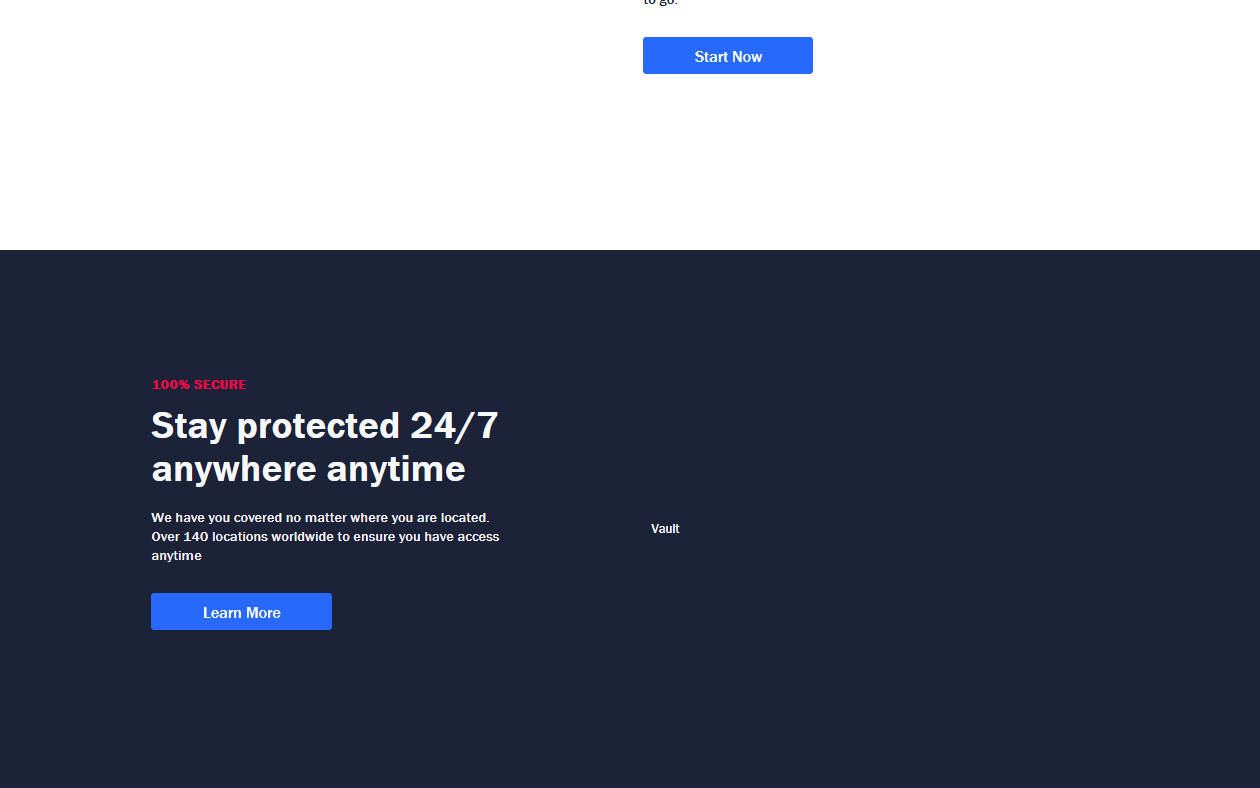 to go.
Start Now
100% SECURE
Stay protected 24/7
anywhere anytime
We have you covered no matter where you are located.
Over 140 locations worldwide to ensure you have access
anytime
Vault
Learn More